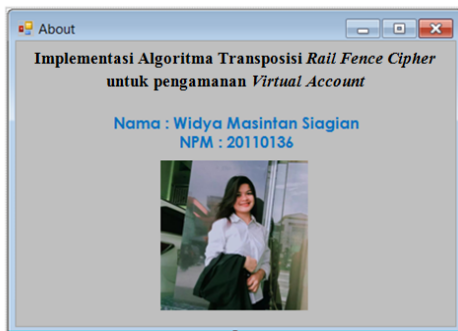 About
Implementasi Algoritma Transposisi Rail Fence Cipher
untuk pengamanan Virtual Account
Nama : Widya Masintan Siagian
NPM : 20110136